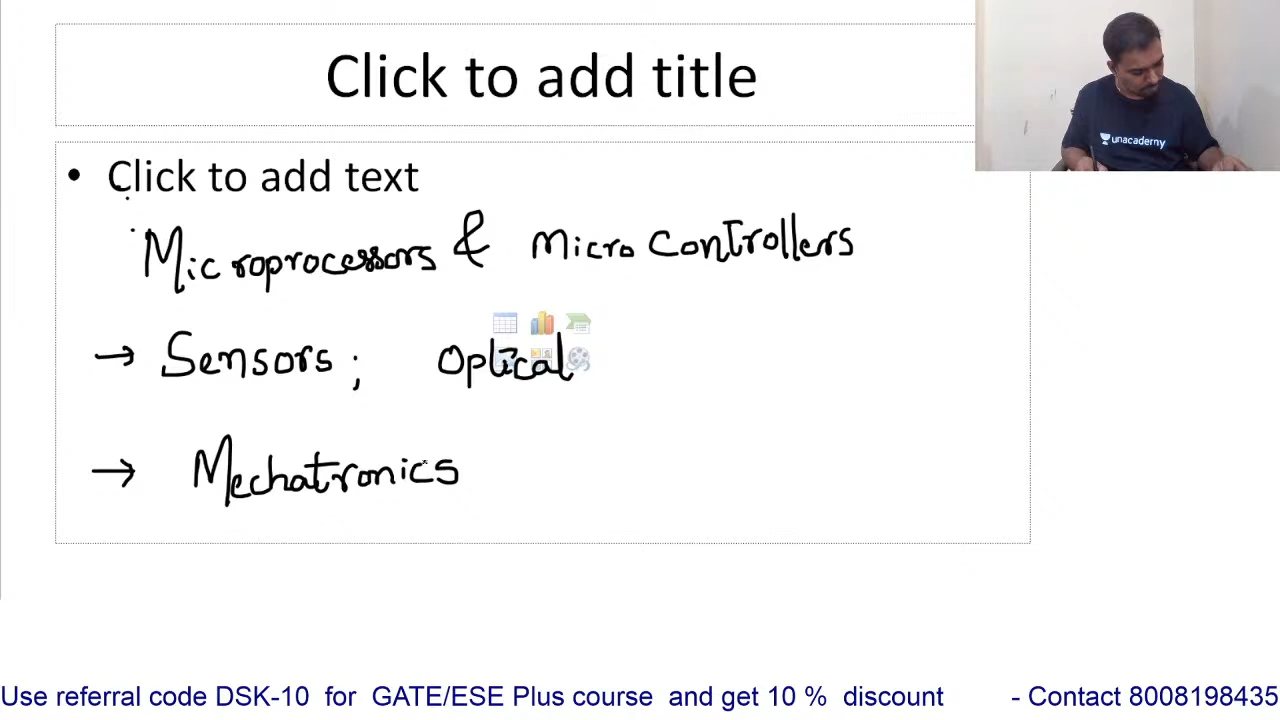 Click to add title
unacademy
• Click to add text
Microprocessors & Micro Controllers
→ Sensors; Optical
→ Mechatronics
Use referral code DSK-10 for GATE/ESE Plus course and get 10 % discount - Contact 8008198435